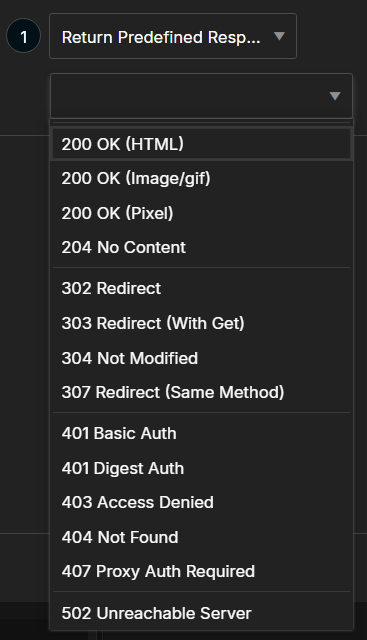 1
Return Predefined Resp...
200 OK (HTML)
200 OK (Image/gif)
200 OK (Pixel)
204 No Content
302 Redirect
303 Redirect (With Get)
304 Not Modified
307 Redirect (Same Method)
401 Basic Auth
401 Digest Auth
403 Access Denied
404 Not Found
407 Proxy Auth Required
502 Unreachable Server